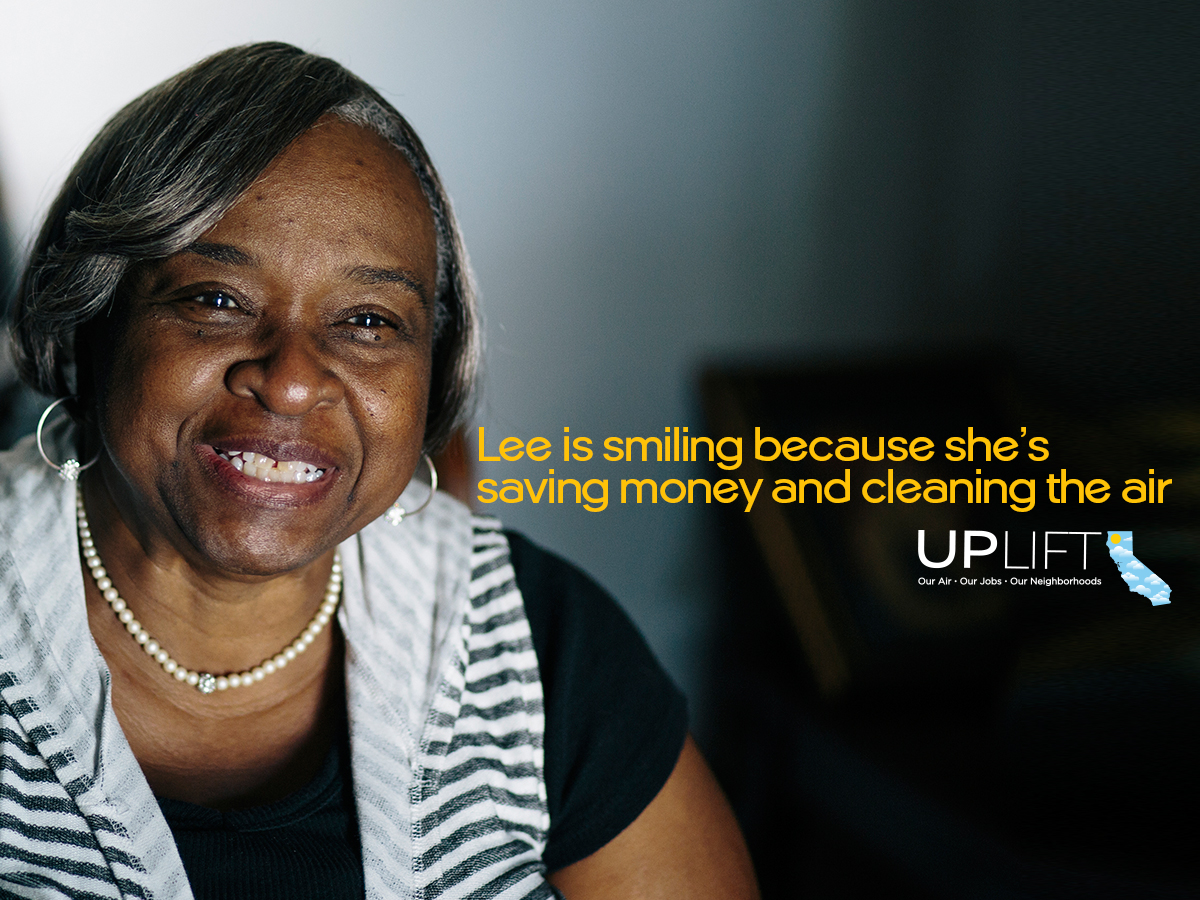 Lee is smiling because she’s
saving money and cleaning the air
UPLIFT
Our Air • Our Jobs • Our Neighborhoods